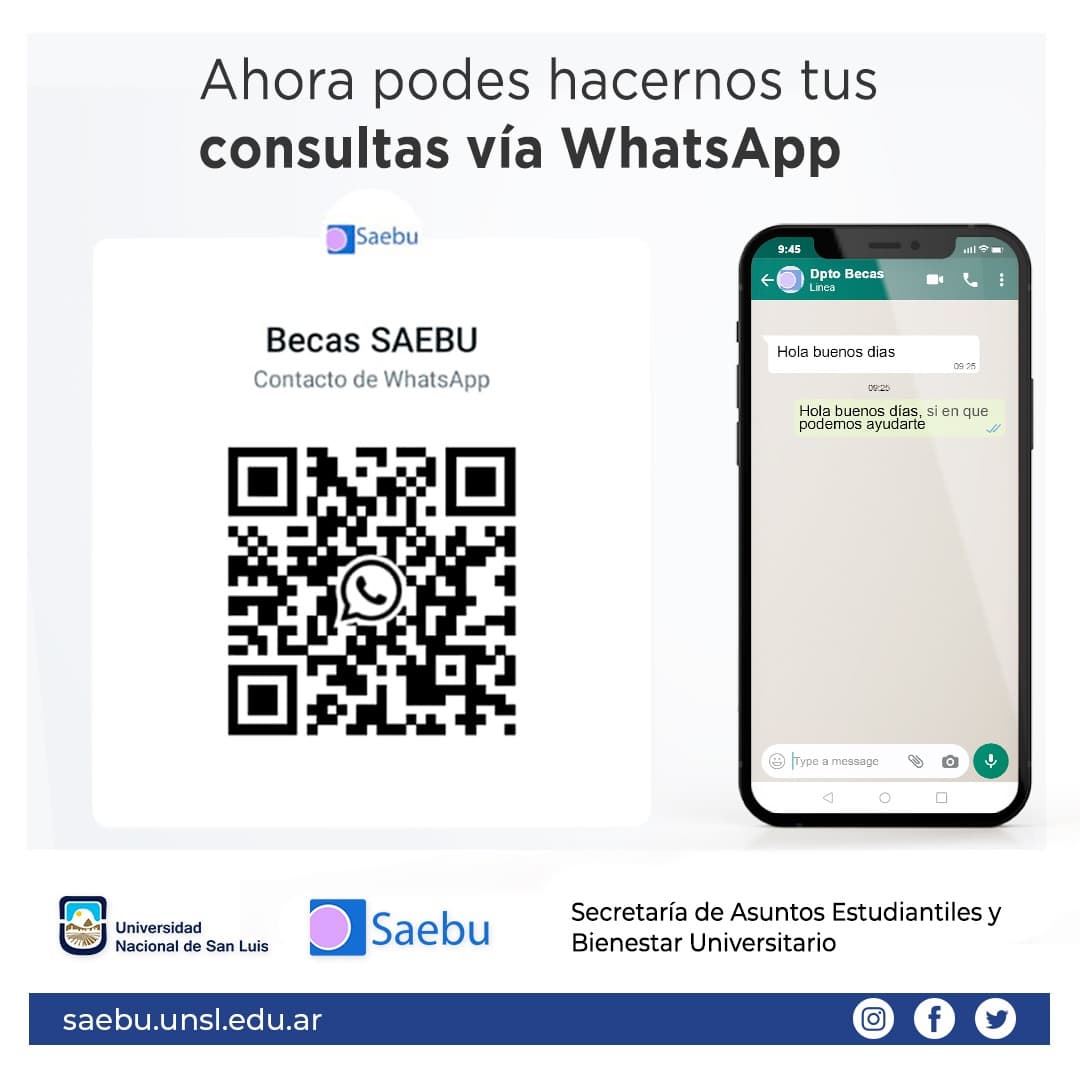 Ahora podes hacernos tus
consultas vía WhatsApp
Saebu
Becas SAEBU
Contacto de WhatsApp
9:45
Dpto Becas
Linea
Hola buenos dias
09 25
09:25
Hola buenos días, si en que
podemos ayudarte
Type a message
Universidad
Nacional de San Luis
Saebu
Secretaría de Asuntos Estudiantiles y
Bienestar Universitario
saebu.unsl.edu.ar